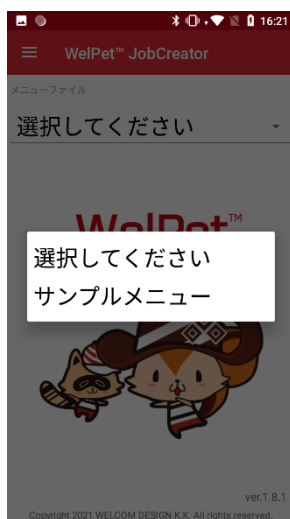 16:21
WelPet™ JobCreator
メニューファイル
選択してください
WelPet™
選択してください
サンプルメニュー
ver.1.8.1
Copyright 2021 WELCOM DESIGN K.K. All rights reserved.